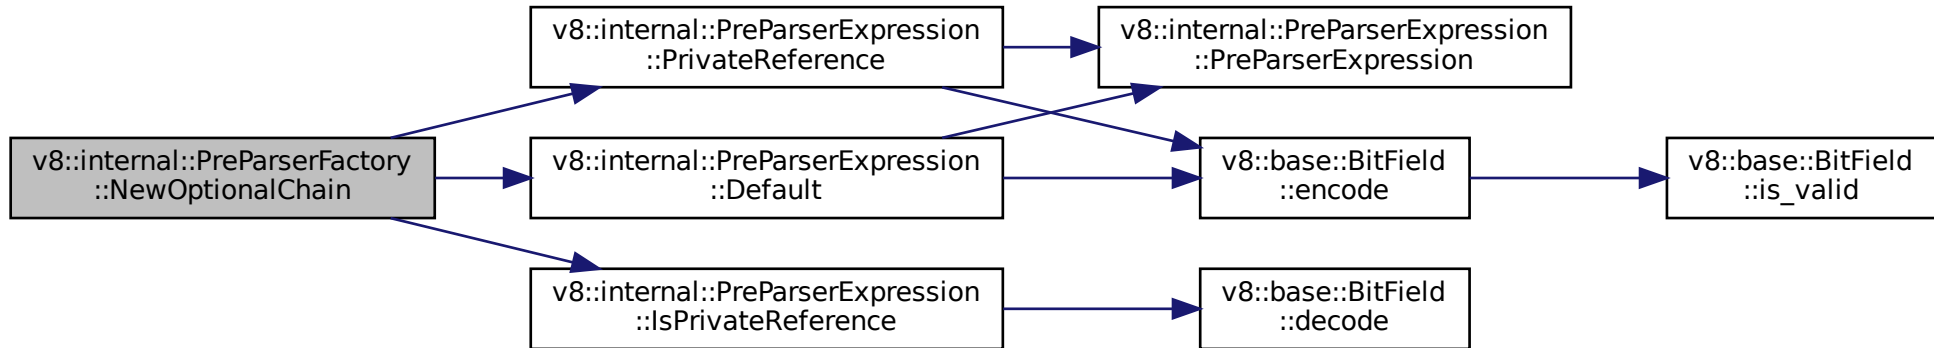 v8::internal::PreParserFactory
::NewOptionalChain
v8::internal::PreParserExpression
::PrivateReference
v8::internal::PreParserExpression
::PreParserExpression
v8::internal::PreParserExpression
::Default
v8::base::BitField
::encode
v8::base::BitField
::is_valid
v8::internal::PreParserExpression
::IsPrivateReference
v8::base::BitField
::decode